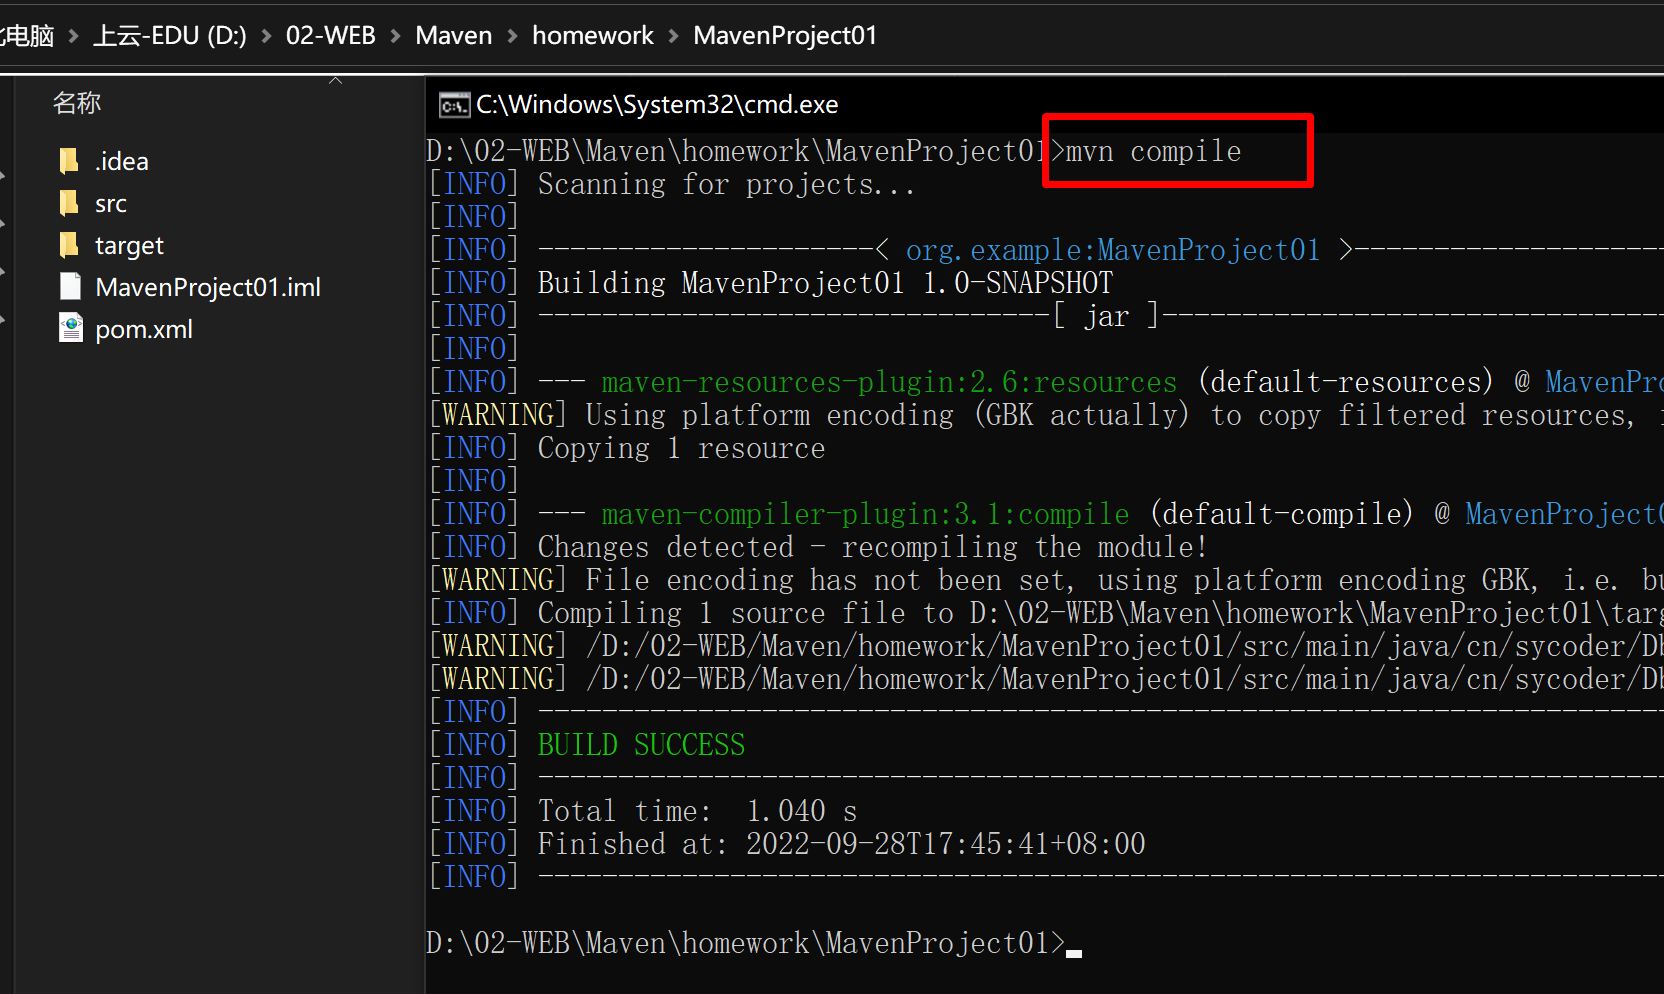 电脑 > 上云-EDU (D:) > 02-WEB > Maven > homework > MavenProject01
名称
.idea
src
target
MavenProject01.iml
pom.xml
C:\Windows\System32\cmd.exe
D:\02-WEB\Maven\homework\MavenProject01>mvn compile
[INFO] Scanning for projects...
[INFO]
[INFO] ---------------------< org.example:MavenProject01 >--------------------
[INFO] Building MavenProject01 1.0-SNAPSHOT
[INFO] --------------------------------[ jar ]--------------------------------
[INFO]
[INFO] --- maven-resources-plugin:2.6:resources (default-resources) @ MavenPro
[WARNING] Using platform encoding (GBK actually) to copy filtered resources,
[INFO] Copying 1 resource
[INFO]
[INFO] --- maven-compiler-plugin:3.1:compile (default-compile) @ MavenProject0
[INFO] Changes detected - recompiling the module!
[WARNING] File encoding has not been set, using platform encoding GBK, i.e. bu
[INFO] Compiling 1 source file to D:\02-WEB\Maven\homework\MavenProject01\targ
[WARNING] /D:/02-WEB/Maven/homework/MavenProject01/src/main/java/cn/sycoder/Db
[WARNING] /D:/02-WEB/Maven/homework/MavenProject01/src/main/java/cn/sycoder/Db
[INFO] -----------------------------------------------------------------------
[INFO] BUILD SUCCESS
[INFO] -----------------------------------------------------------------------
[INFO] Total time:  1.040 s
[INFO] Finished at: 2022-09-28T17:45:41+08:00
[INFO] -----------------------------------------------------------------------
D:\02-WEB\Maven\homework\MavenProject01>